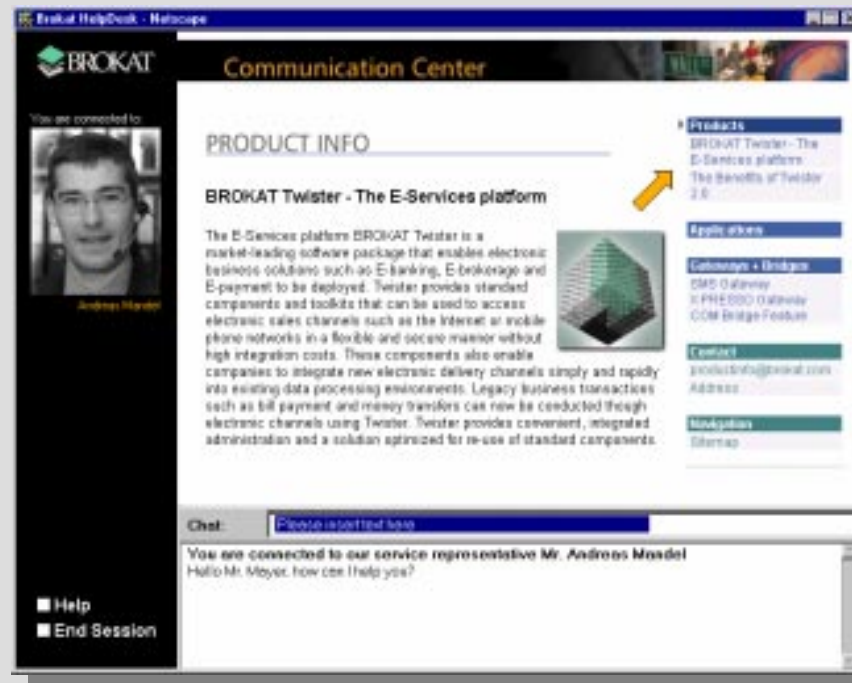 Brokat HelpDesk - Netscape
BROKAT
Communication Center
You are connected to:
Andreas Mandel
PRODUCT INFO
BROKAT Twister - The E-Services platform
The E-Services platform BROKAT Twister is a
market-leading software package that enables electronic
business solutions such as E-banking, E-brokerage and
E-payment to be deployed. Twister provides standard
components and toolkits that can be used to access
electronic sales channels such as the Internet or mobile
phone networks in a flexible and secure manner without
high integration costs. These components also enable
companies to integrate new electronic delivery channels simply and rapidly
into existing data processing environments. Legacy business transactions
such as bill payment and money transfers can now be conducted though
electronic channels using Twister. Twister provides convenient, integrated
administration and a solution optimized for re-use of standard components.
Products
BROKAT Twister - The
E-Services platform
The Benefits of Twister
2.0
Applications
Gateways + Bridges
SMS Gateway
X-PRESSO Gateway
COM Bridge Feature
Contact
productinfo@brokat.com
Address
Navigation
Sitemap
Chat:
Please insert text here
You are connected to our service representative Mr. Andreas Mandel
Hello Mr. Meyer, how can I help you?
Help
End Session